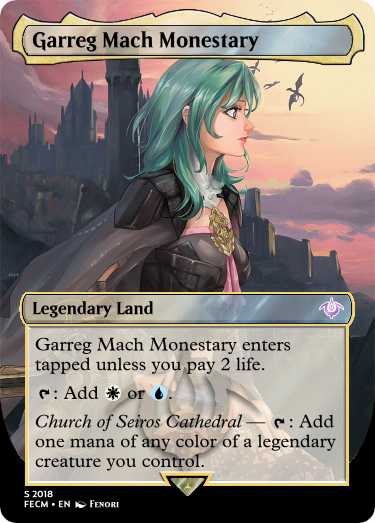 Garreg Mach Monestary
Legendary Land
Garreg Mach Monestary enters
tapped unless you pay 2 life.
: Add or .
Church of Seiros Cathedral — : Add
one mana of any color of a legendary
creature you control.
S 2018
FECM • EN Fenori